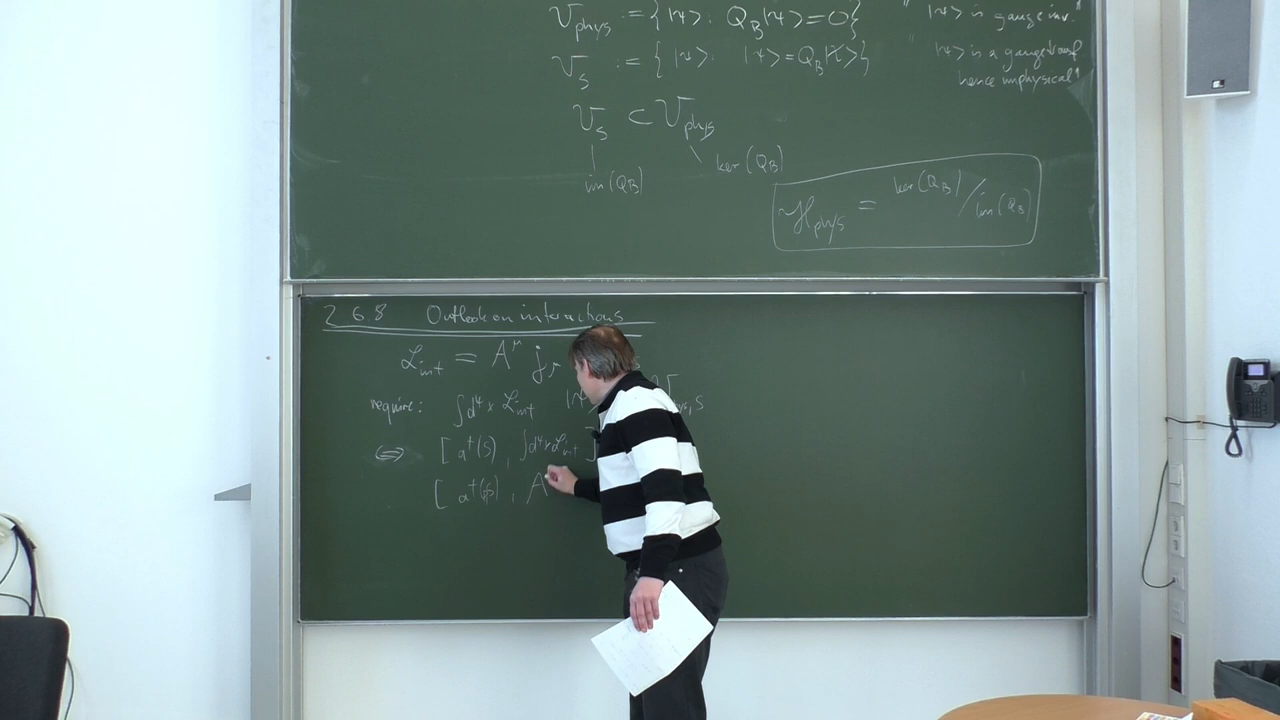 𝒱_phys := { |ψ⟩ : Q_B |ψ⟩ = 0 } "|ψ⟩ is gauge inv."
𝒱_s := { |ψ⟩ : |ψ⟩ = Q_B |χ⟩ } "|ψ⟩ is a gauge transf
hence unphysical"
𝒱_s ⊂ 𝒱_phys
im(Q_B) ker(Q_B)
ℋ_phys = ker(Q_B) / im(Q_B)
2.6.8 Outlook on interactions
ℒ_int = A^μ j_μ
require: ∫d⁴x ℒ_int
⇔ [ a†(s), ∫d⁴x ℒ_int ]
[ a†(p), A